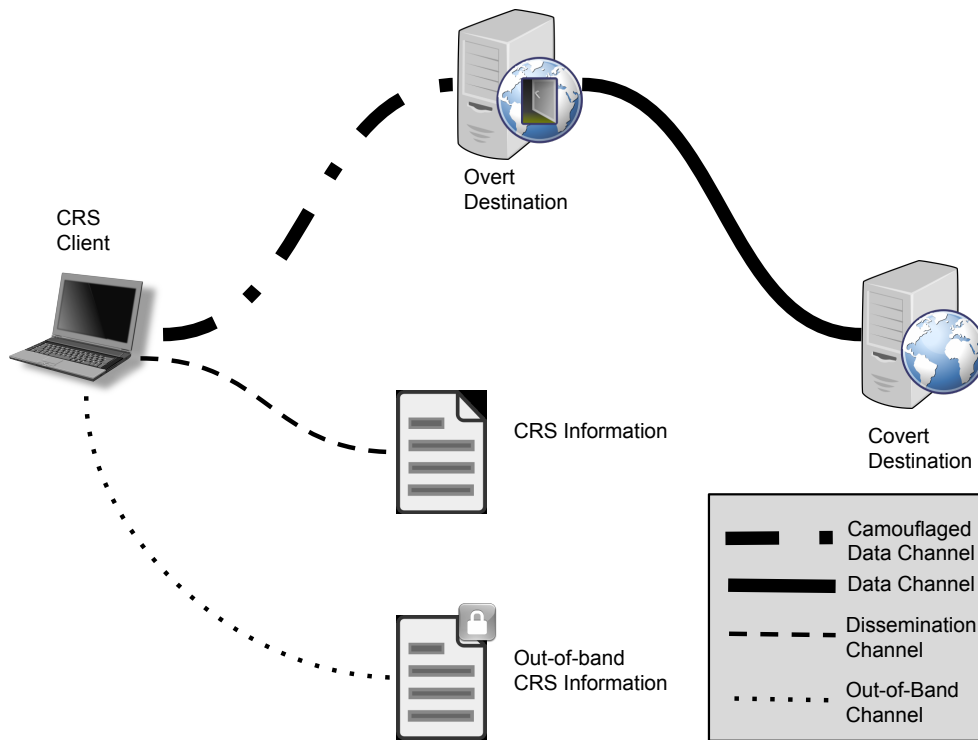 Overt
Destination
CRS
Client
CRS Information
Covert
Destination
Out-of-band
CRS Information
Camouflaged
Data Channel
Data Channel
Dissemination
Channel
Out-of-Band
Channel